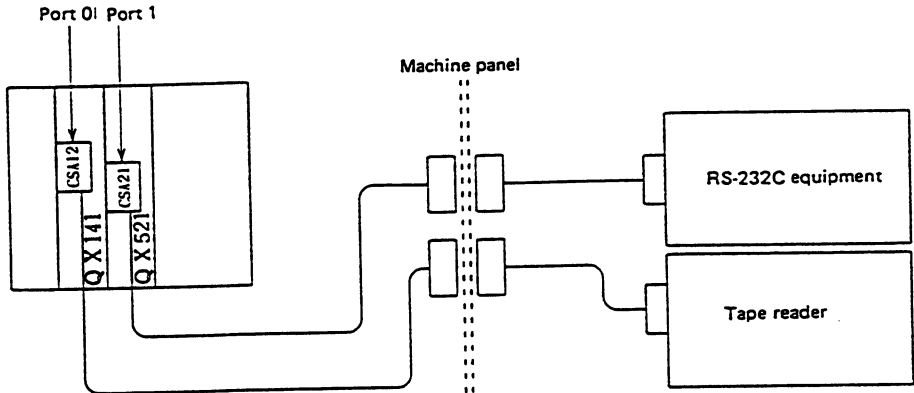 Port 0 Port 1
Machine panel
CSA12
CSA21
QX141
QX521
RS-232C equipment
Tape reader